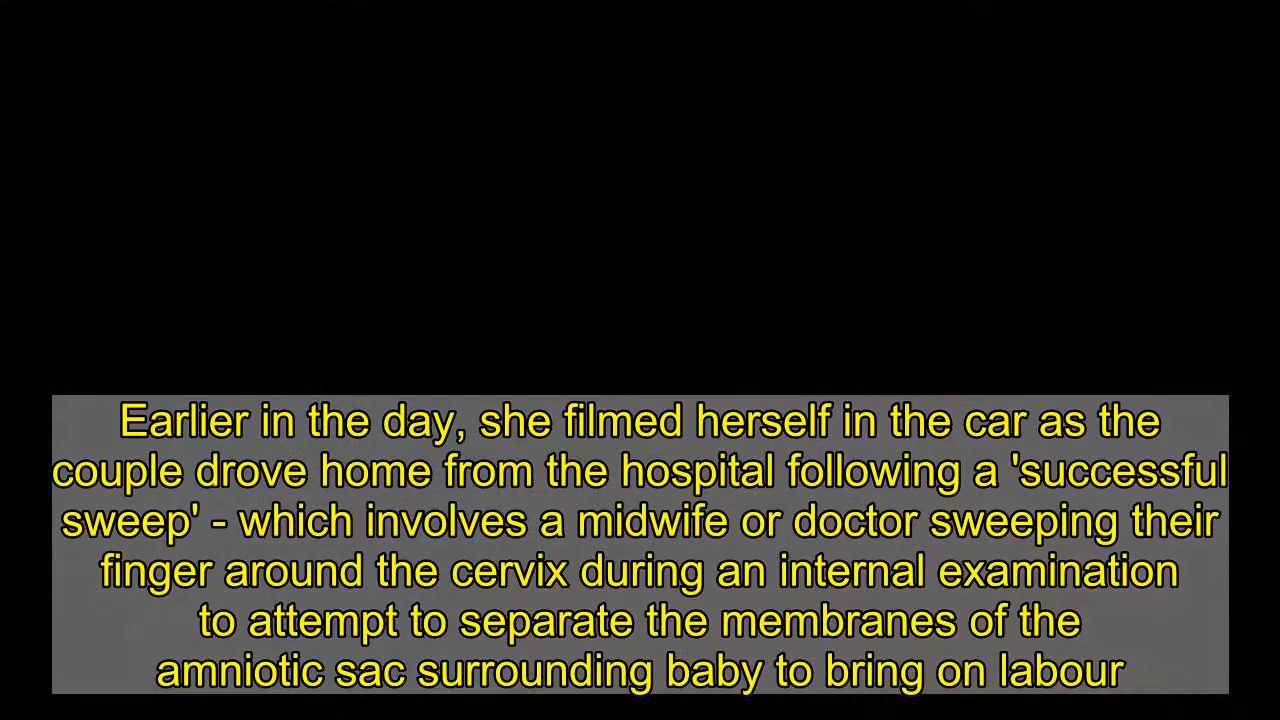 Earlier in the day, she filmed herself in the car as the
couple drove home from the hospital following a 'successful
sweep' - which involves a midwife or doctor sweeping their
finger around the cervix during an internal examination
to attempt to separate the membranes of the
amniotic sac surrounding baby to bring on labour